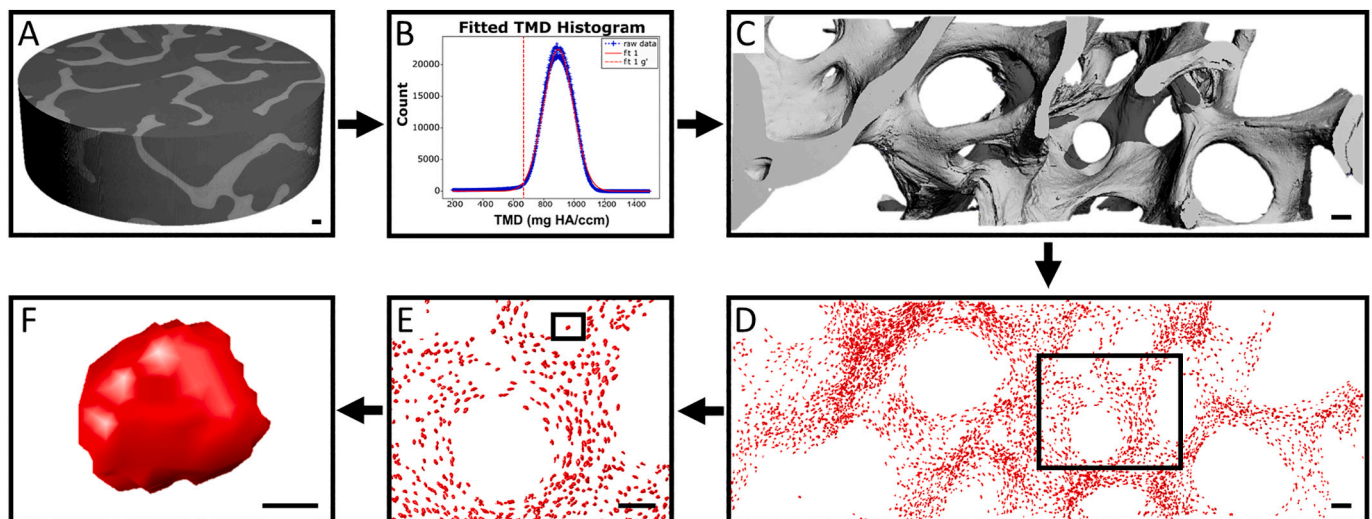 A
B
Fitted TMD Histogram
raw data
fit 1
fit 1 g'
Count
20000
15000
10000
5000
0
200 400 600 800 1000 1200 1400
TMD (mg HA/ccm)
C
F
E
D